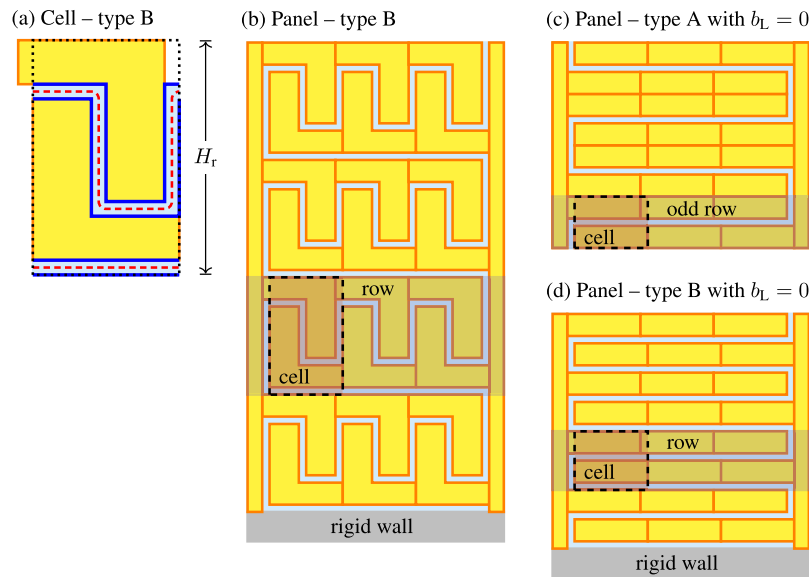 (a) Cell – type B
H_r
(b) Panel – type B
row
cell
rigid wall
(c) Panel – type A with b_L = 0
odd row
cell
(d) Panel – type B with b_L = 0
row
cell
rigid wall